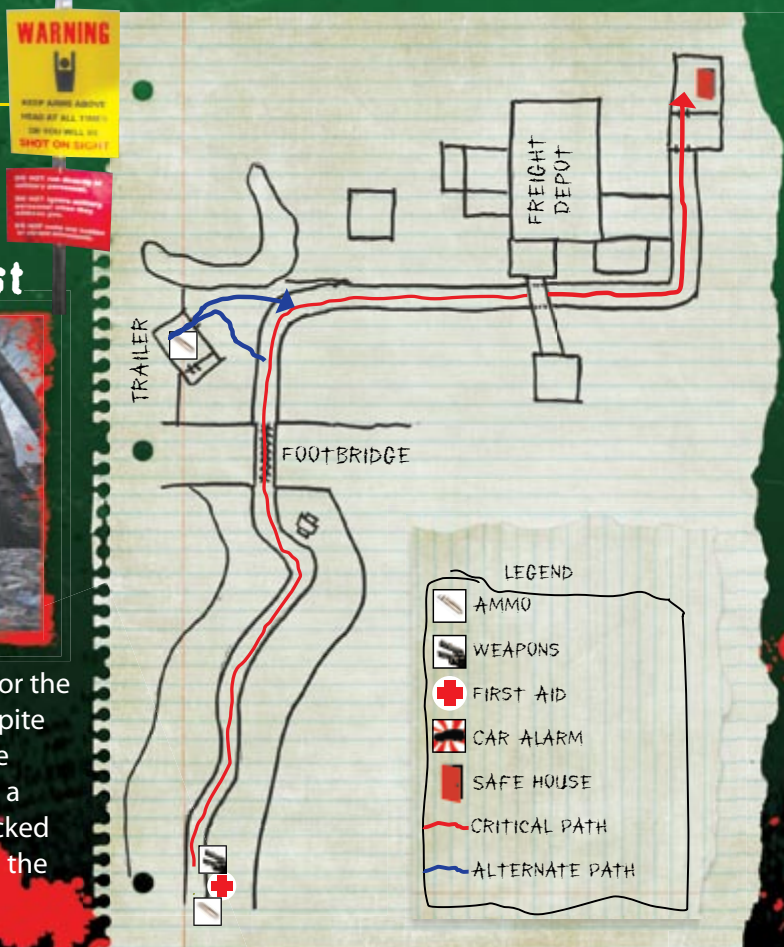 WARNING
KEEP ARMS ABOVE
HEAD AT ALL TIMES
OR YOU WILL BE
SHOT ON SIGHT
st
FREIGHT
DEPOT
TRAILER
FOOTBRIDGE
or the
pite
e
a
cked
the
LEGEND
AMMO
WEAPONS
FIRST AID
CAR ALARM
SAFE HOUSE
CRITICAL PATH
ALTERNATE PATH